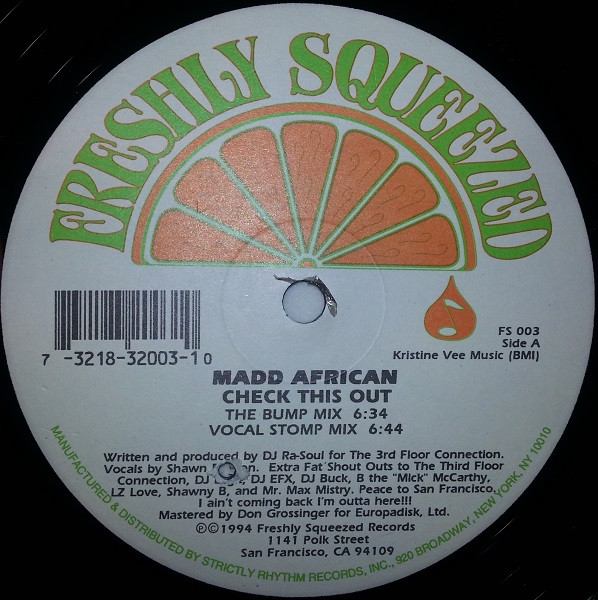 FRESHLY SQUEEZED
FS 003
Side A
Kristine Vee Music (BMI)
7 -3218-32003-1 0
MADD AFRICAN
CHECK THIS OUT
THE BUMP MIX 6:34
VOCAL STOMP MIX 6:44
Written and produced by DJ Ra-Soul for The 3rd Floor Connection.
Vocals by Shawn Extra Fat Shout Outs to The Third Floor
Connection, DJ DJ EFX, DJ Buck, B the "Mick" McCarthy,
LZ Love, Shawny B, and Mr. Max Mistry. Peace to San Francisco.
I ain't coming back I'm outta here!!!
Mastered by Don Grossinger for Europadisk, Ltd.
℗© 1994 Freshly Squeezed Records
1141 Polk Street
San Francisco, CA 94109
MANUFACTURED & DISTRIBUTED BY STRICTLY RHYTHM RECORDS, INC., 920 BROADWAY, NEW YORK, NY 10010